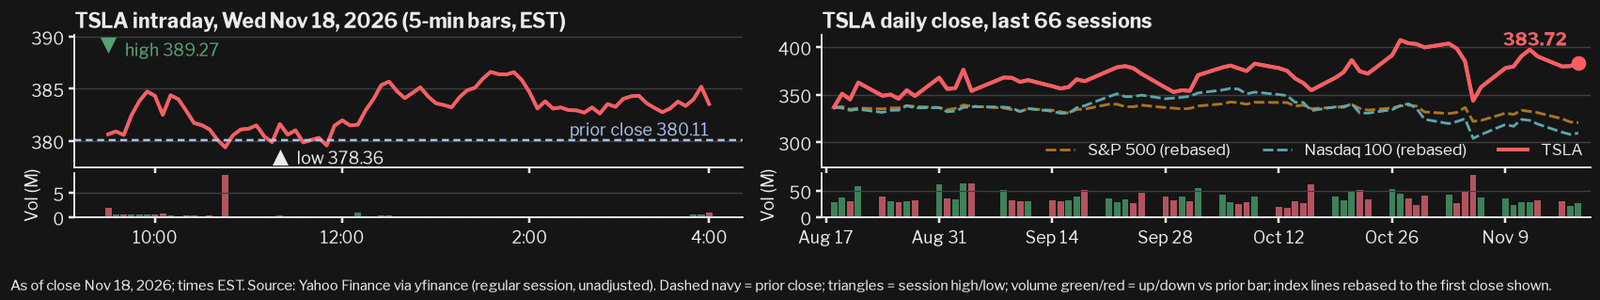 TSLA intraday, Wed Nov 18, 2026 (5-min bars, EST)
390
385
380
high 389.27
prior close 380.11
low 378.36
Vol (M)
5
0
10:00
12:00
2:00
4:00
TSLA daily close, last 66 sessions
400
350
300
383.72
S&P 500 (rebased)
Nasdaq 100 (rebased)
TSLA
Vol (M)
50
0
Aug 17
Aug 31
Sep 14
Sep 28
Oct 12
Oct 26
Nov 9
As of close Nov 18, 2026; times EST. Source: Yahoo Finance via yfinance (regular session, unadjusted). Dashed navy = prior close; triangles = session high/low; volume green/red = up/down vs prior bar; index lines rebased to the first close shown.